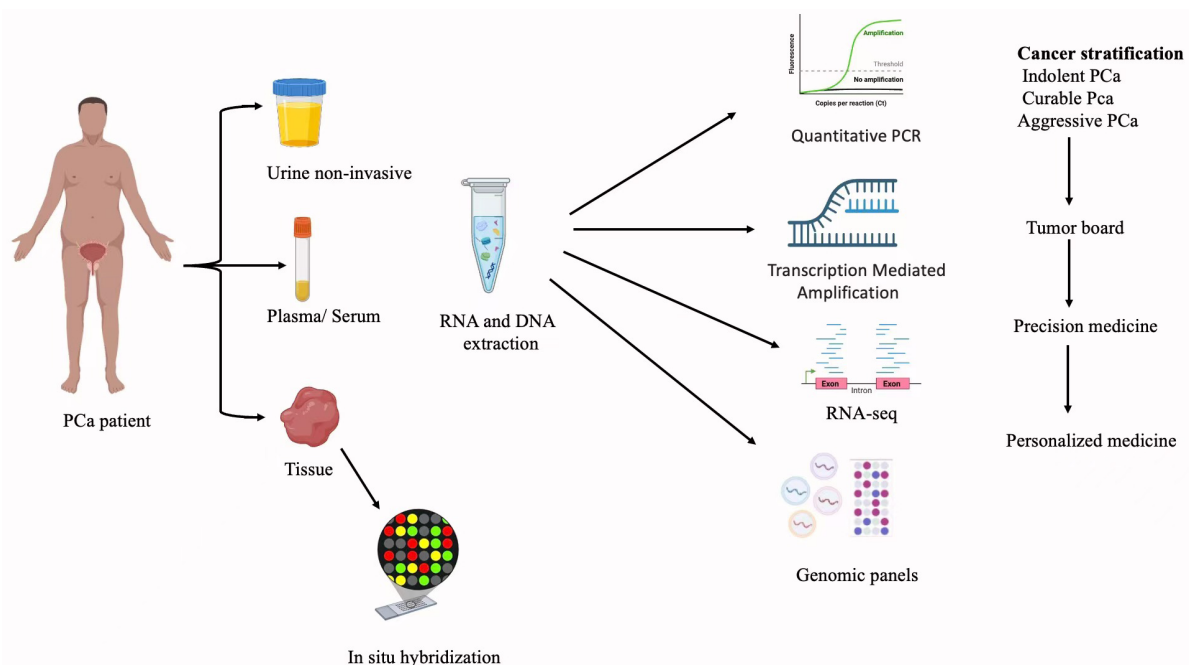 PCa patient
Urine non-invasive
Plasma/ Serum
Tissue
In situ hybridization
RNA and DNA
extraction
Fluorescence
Amplification
Threshold
No amplification
Copies per reaction (Ct)
Quantitative PCR
Transcription Mediated
Amplification
Exon
Intron
Exon
RNA-seq
Genomic panels
Cancer stratification
Indolent PCa
Curable Pca
Aggressive PCa
Tumor board
Precision medicine
Personalized medicine